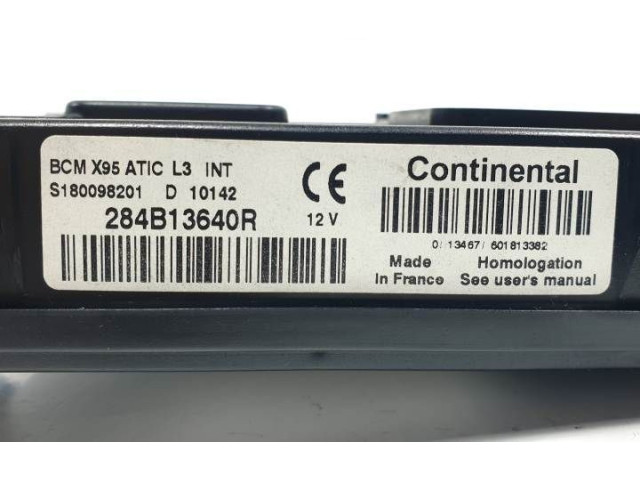 BCM X95 ATIC L3 INT
S180098201 D 10142
284B13640R
CE
12 V
Continental
0/13467/601813382
Made
In France
Homologation
See user's manual